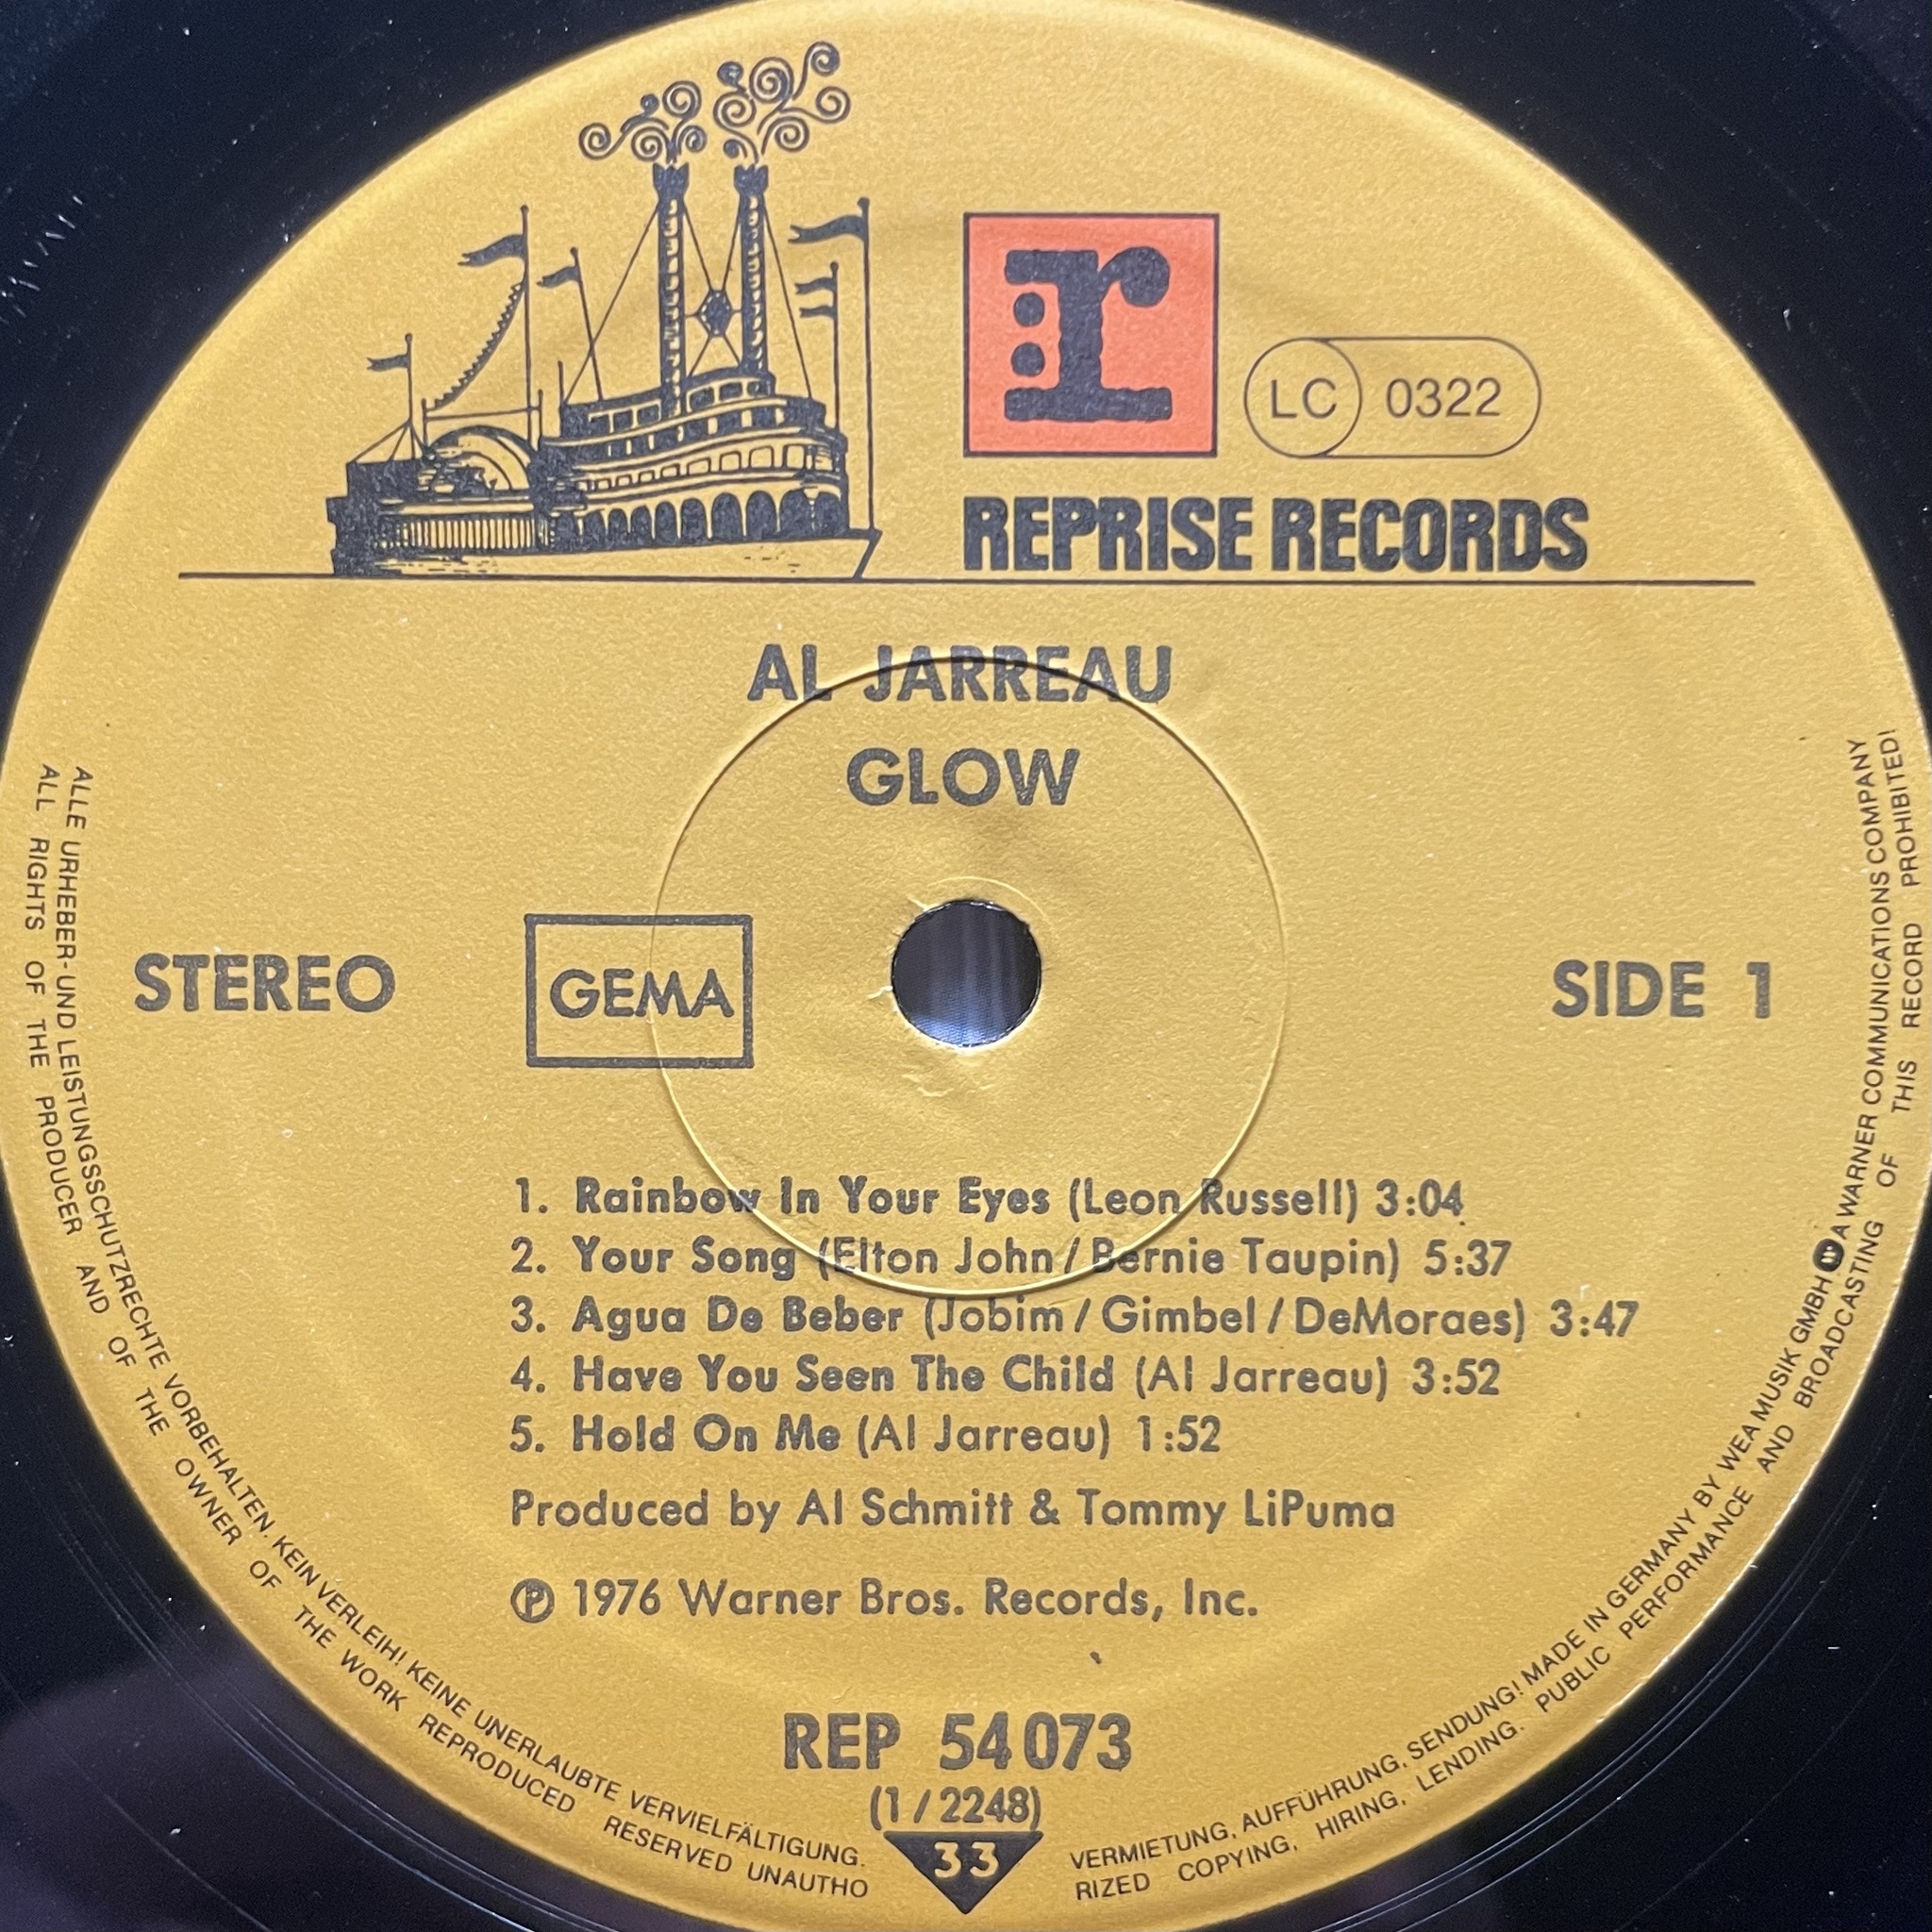 r
LC 0322
REPRISE RECORDS
AL JARREAU
GLOW
STEREO
GEMA
SIDE 1
1. Rainbow In Your Eyes (Leon Russell) 3:04
2. Your Song (Elton John / Bernie Taupin) 5:37
3. Agua De Beber (Jobim / Gimbel / DeMoraes) 3:47
4. Have You Seen The Child (Al Jarreau) 3:52
5. Hold On Me (Al Jarreau) 1:52
Produced by Al Schmitt & Tommy LiPuma
℗ 1976 Warner Bros. Records, Inc.
REP 54 073
(1 / 2248)
33
ALLE URHEBER- UND LEISTUNGSSCHUTZRECHTE VORBEHALTEN. KEIN VERLEIH! KEINE UNERLAUBTE VERVIELFÄLTIGUNG. VERMIETUNG, AUFFÜHRUNG, SENDUNG! MADE IN GERMANY BY WEA MUSIK GMBH W A WARNER COMMUNICATIONS COMPANY
ALL RIGHTS OF THE PRODUCER AND OF THE OWNER OF THE WORK REPRODUCED RESERVED UNAUTHORIZED COPYING, HIRING, LENDING. PUBLIC PERFORMANCE AND BROADCASTING OF THIS RECORD PROHIBITED!